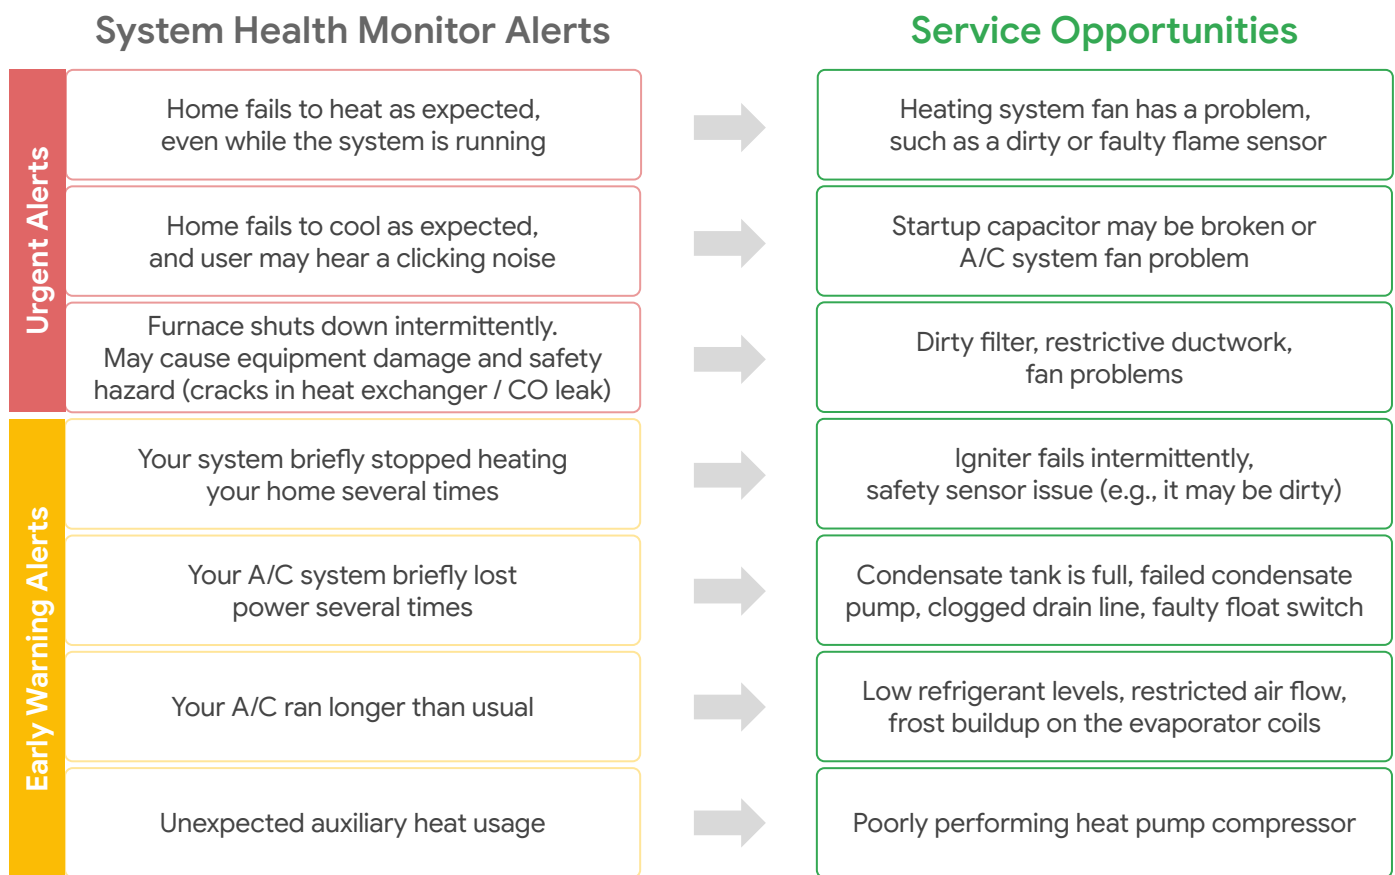 System Health Monitor Alerts
Service Opportunities
Urgent Alerts
Home fails to heat as expected,
even while the system is running
Heating system fan has a problem,
such as a dirty or faulty flame sensor
Home fails to cool as expected,
and user may hear a clicking noise
Startup capacitor may be broken or
A/C system fan problem
Furnace shuts down intermittently.
May cause equipment damage and safety
hazard (cracks in heat exchanger / CO leak)
Dirty filter, restrictive ductwork,
fan problems
Early Warning Alerts
Your system briefly stopped heating
your home several times
Igniter fails intermittently,
safety sensor issue (e.g., it may be dirty)
Your A/C system briefly lost
power several times
Condensate tank is full, failed condensate
pump, clogged drain line, faulty float switch
Your A/C ran longer than usual
Low refrigerant levels, restricted air flow,
frost buildup on the evaporator coils
Unexpected auxiliary heat usage
Poorly performing heat pump compressor